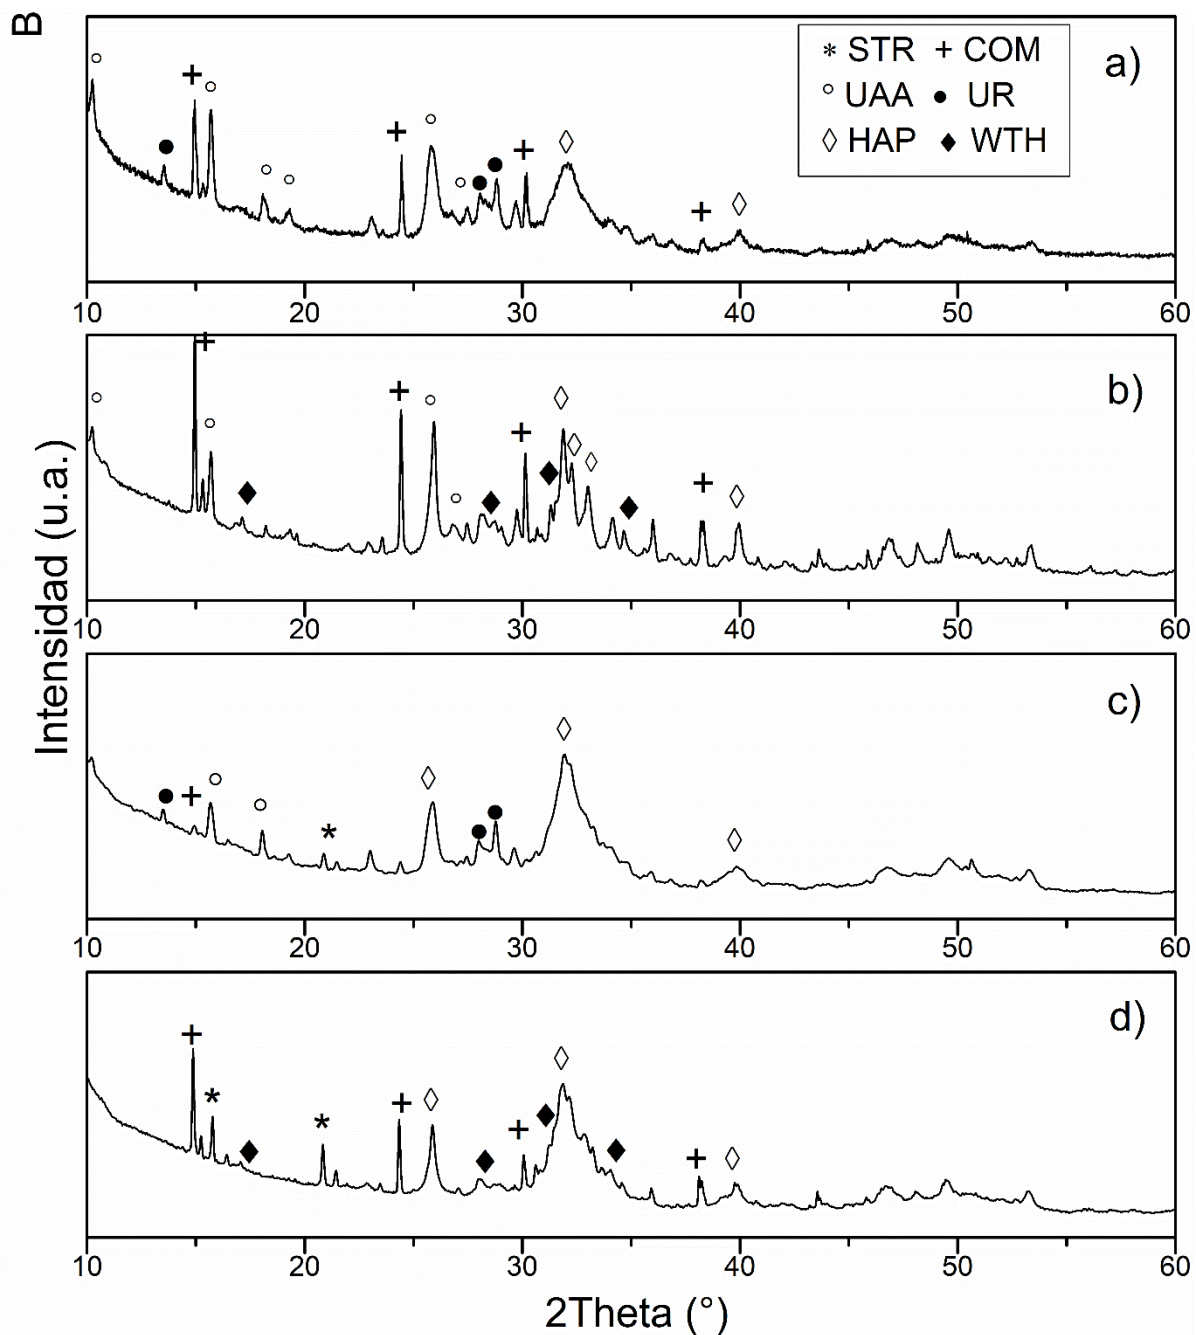 B
* STR + COM
○ UAA ● UR
◇ HAP ◆ WTH
a)
10 20 30 40 50 60
b)
10 20 30 40 50 60
Intensidad (u.a.)
c)
10 20 30 40 50 60
d)
10 20 30 40 50 60
2Theta (°)